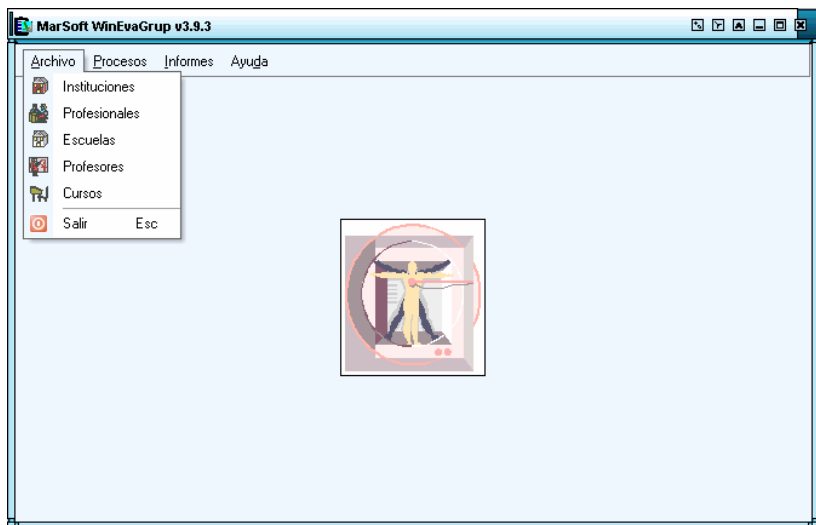 MarSoft WinEvaGrup v3.9.3
Archivo Procesos Informes Ayuda
Instituciones
Profesionales
Escuelas
Profesores
Cursos
Salir Esc